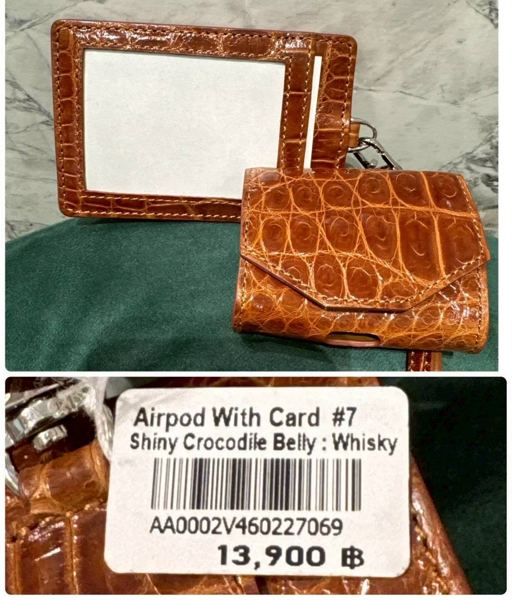 Airpod With Card #7
Shiny Crocodile Belly : Whisky
AA0002V460227069
13,900 ฿